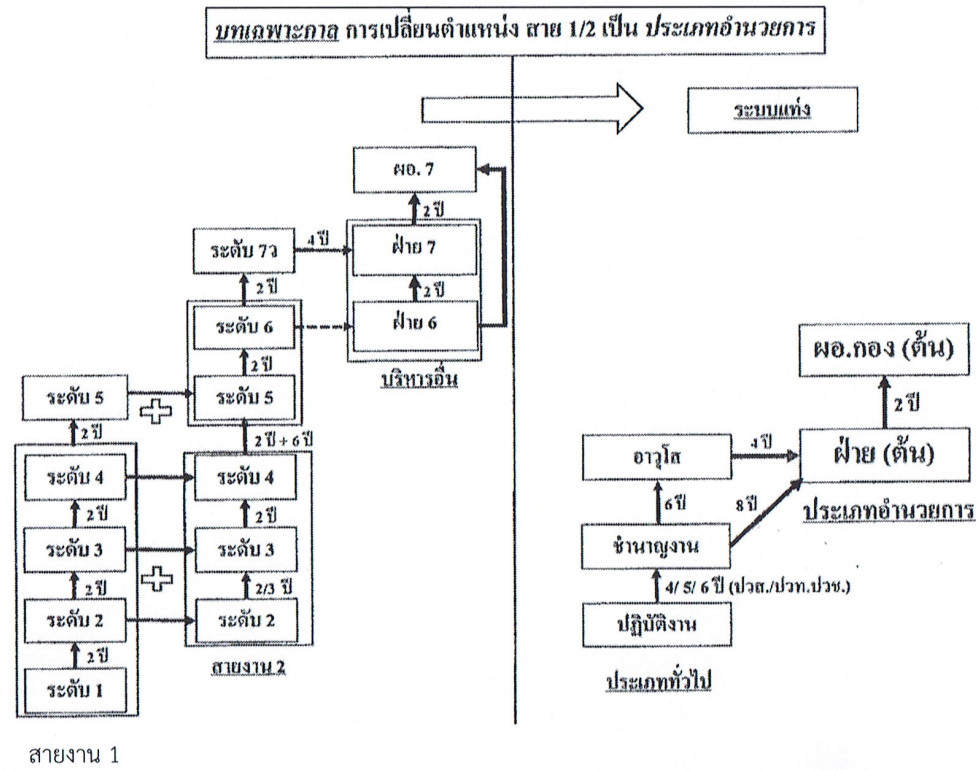 บทเฉพาะกาล การเปลี่ยนตำแหน่ง สาย 1/2 เป็น ประเภทอำนวยการ
ระบบแท่ง
ผอ. 7
2 ปี
ระดับ 7ว
4 ปี
ฝ่าย 7
2 ปี
2 ปี
ระดับ 6
ฝ่าย 6
บริหารอื่น
2 ปี
ระดับ 5
ระดับ 5
2 ปี
2 ปี + 6 ปี
ระดับ 4
ระดับ 4
2 ปี
2 ปี
ระดับ 3
ระดับ 3
2 ปี
2/3 ปี
ระดับ 2
ระดับ 2
2 ปี
สายงาน 2
ระดับ 1
สายงาน 1
ผอ.กอง (ต้น)
2 ปี
อาวุโส
4 ปี
ฝ่าย (ต้น)
6 ปี
8 ปี
ประเภทอำนวยการ
ชำนาญงาน
4/ 5/ 6 ปี (ปวส./ปวท.ปวช.)
ปฏิบัติงาน
ประเภททั่วไป